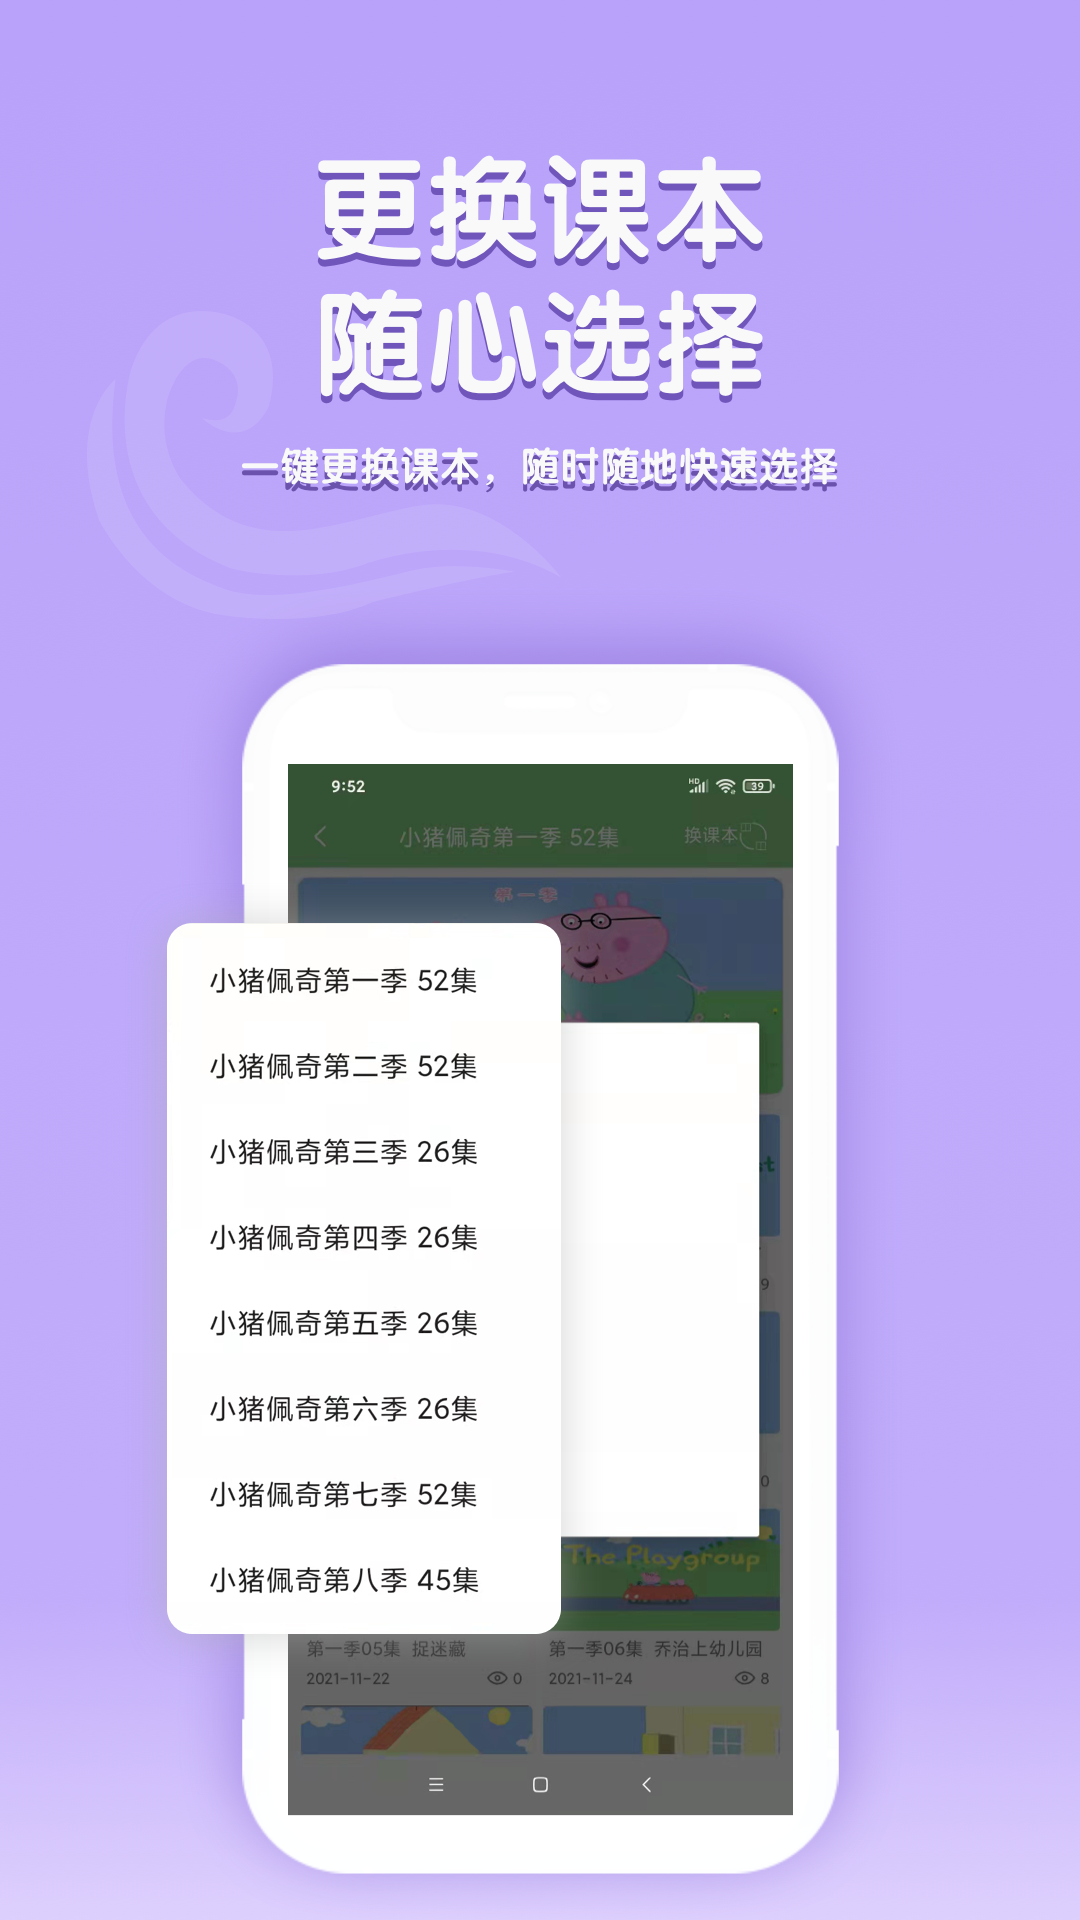 更换课本
随心选择
一键更换课本，随时随地快速选择
9:52
HD
39
小猪佩奇第一季 52集
换课本
第一季
小猪佩奇第一季 52集
小猪佩奇第二季 52集
小猪佩奇第三季 26集
小猪佩奇第四季 26集
小猪佩奇第五季 26集
小猪佩奇第六季 26集
小猪佩奇第七季 52集
小猪佩奇第八季 45集
st
9
0
The Playgroup
第一季05集 捉迷藏
2021-11-22
0
第一季06集 乔治上幼儿园
2021-11-24
8